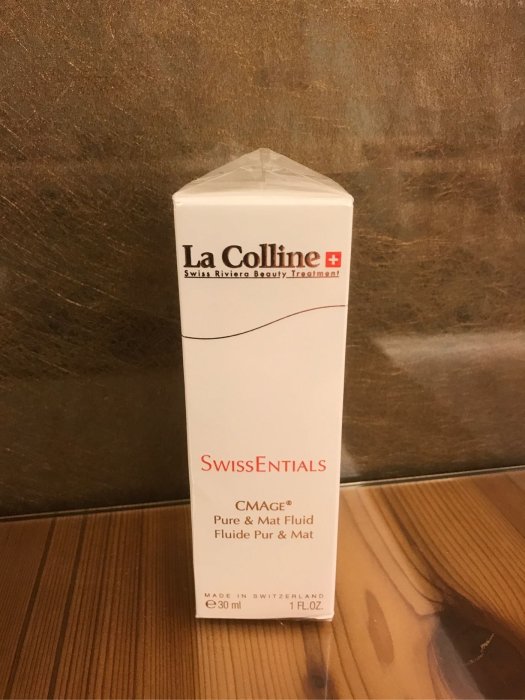 La Colline
Swiss Riviera Beauty Treatment
SWISSENTIALS
CMAGE®
Pure & Mat Fluid
Fluide Pur & Mat
MADE IN SWITZERLAND
℮30 ml 1 FL.OZ.